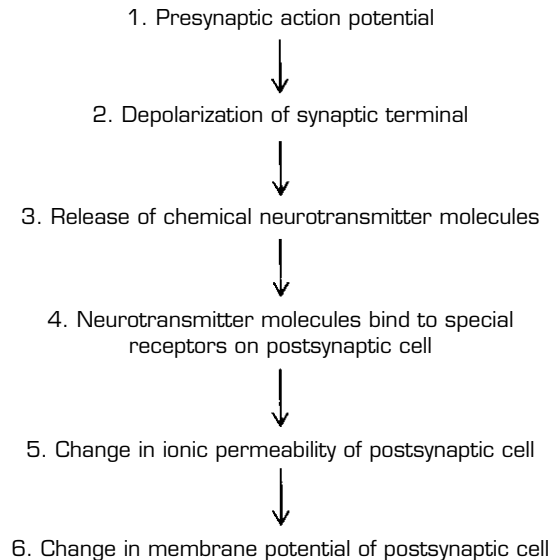 1. Presynaptic action potential
2. Depolarization of synaptic terminal
3. Release of chemical neurotransmitter molecules
4. Neurotransmitter molecules bind to special
receptors on postsynaptic cell
5. Change in ionic permeability of postsynaptic cell
6. Change in membrane potential of postsynaptic cell